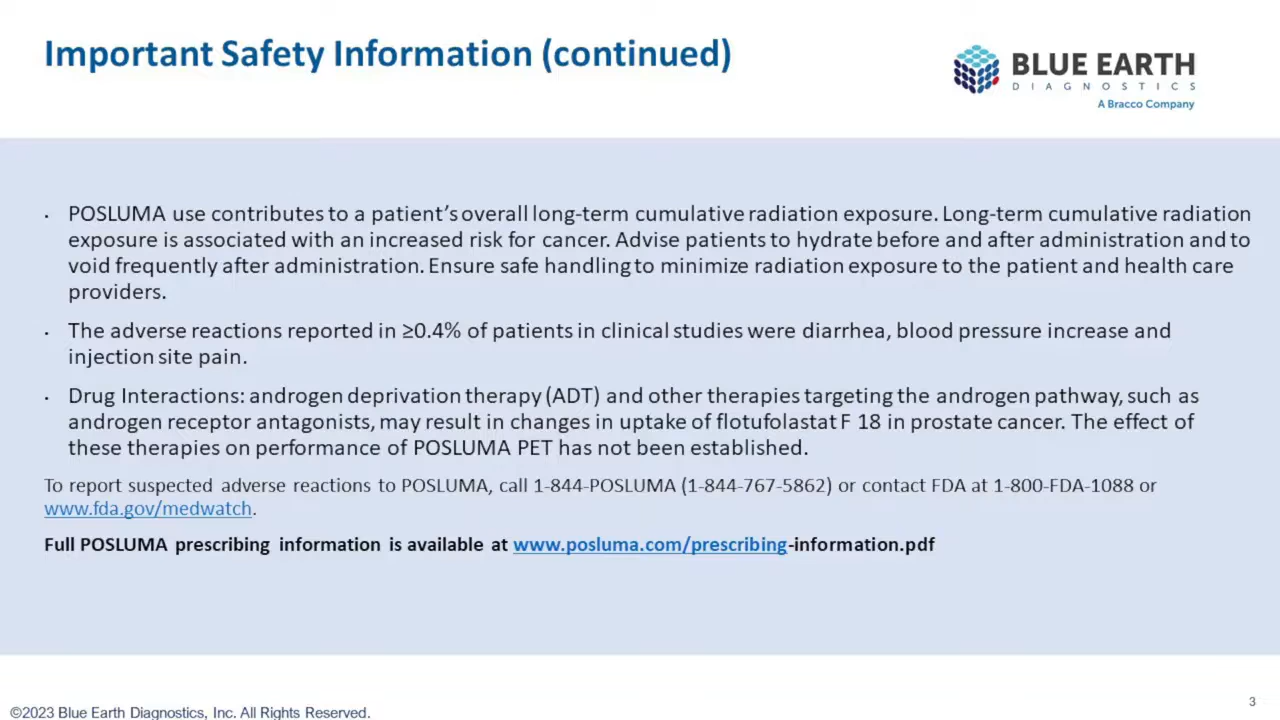 Important Safety Information (continued)
BLUE EARTH
DIAGNOSTICS
A Bracco Company
• POSLUMA use contributes to a patient’s overall long-term cumulative radiation exposure. Long-term cumulative radiation
exposure is associated with an increased risk for cancer. Advise patients to hydrate before and after administration and to
void frequently after administration. Ensure safe handling to minimize radiation exposure to the patient and health care
providers.
• The adverse reactions reported in ≥0.4% of patients in clinical studies were diarrhea, blood pressure increase and
injection site pain.
• Drug Interactions: androgen deprivation therapy (ADT) and other therapies targeting the androgen pathway, such as
androgen receptor antagonists, may result in changes in uptake of flotufolastat F 18 in prostate cancer. The effect of
these therapies on performance of POSLUMA PET has not been established.
To report suspected adverse reactions to POSLUMA, call 1-844-POSLUMA (1-844-767-5862) or contact FDA at 1-800-FDA-1088 or
www.fda.gov/medwatch.
Full POSLUMA prescribing information is available at www.posluma.com/prescribing-information.pdf
3
©2023 Blue Earth Diagnostics, Inc. All Rights Reserved.